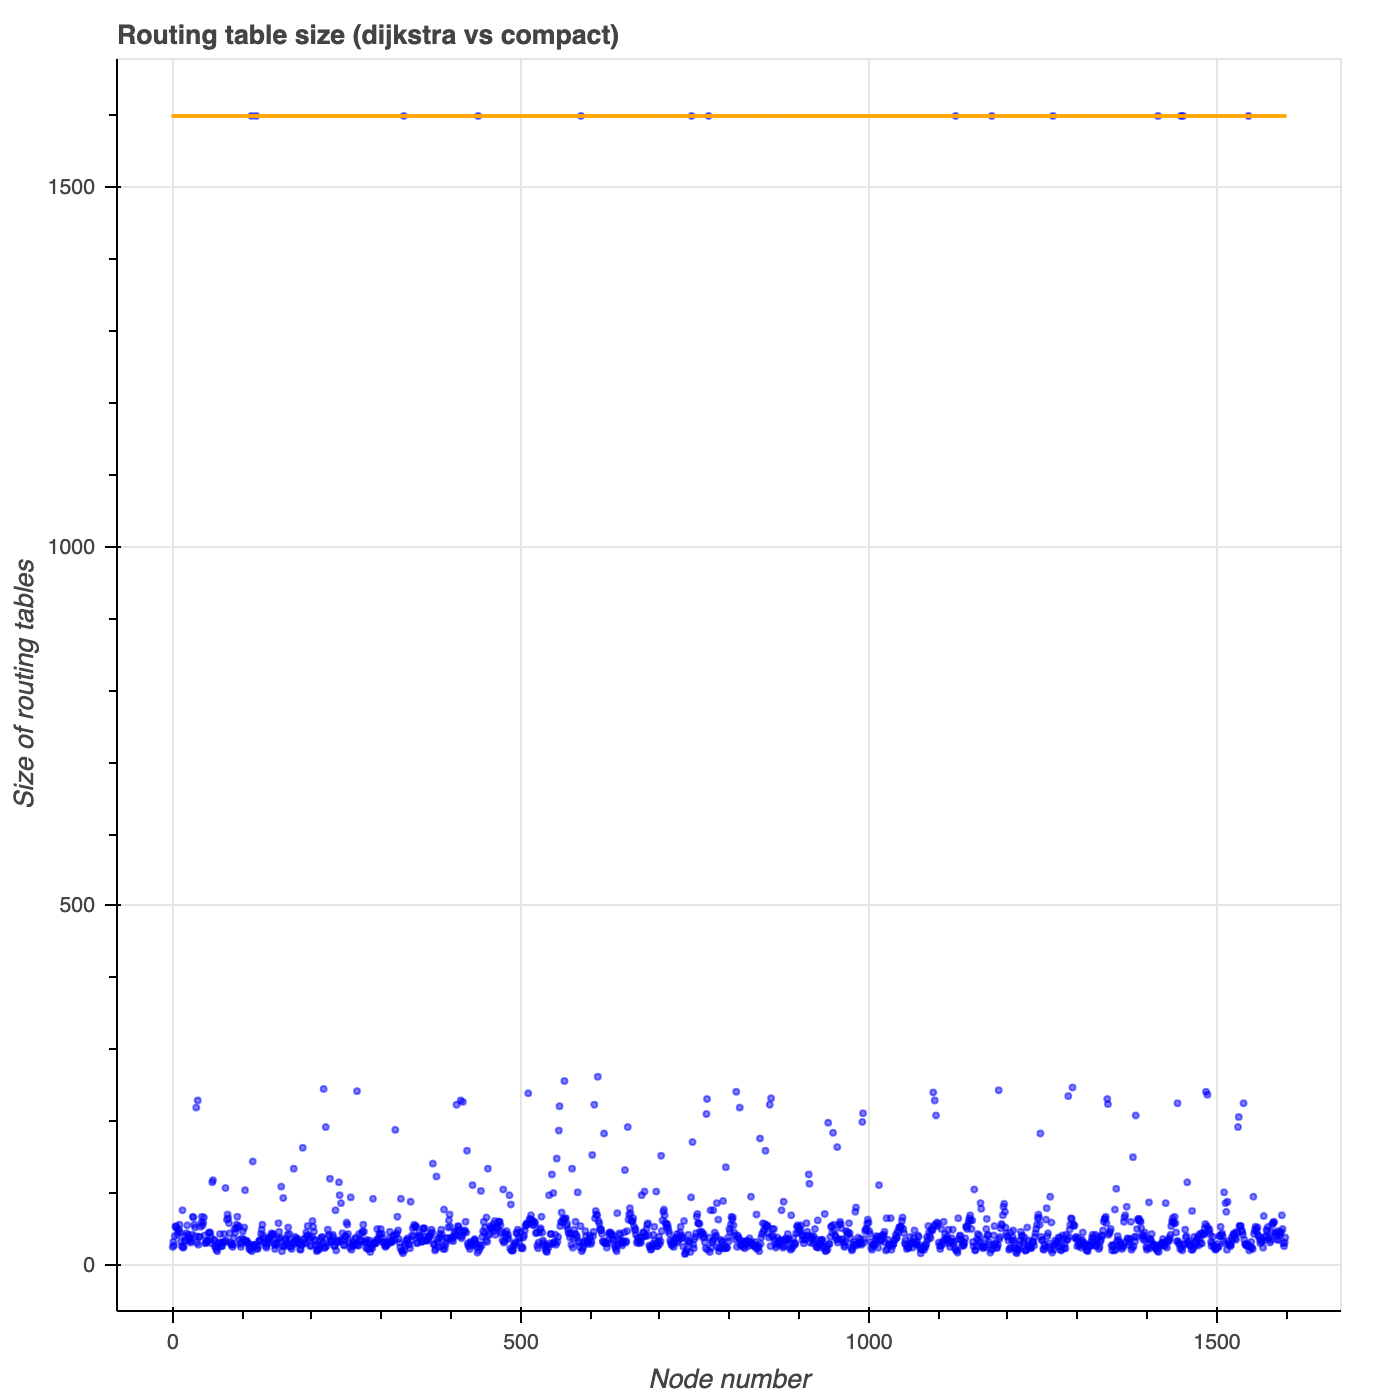 Routing table size (dijkstra vs compact)
1500
1000
500
0
Size of routing tables
0 500 1000 1500
Node number